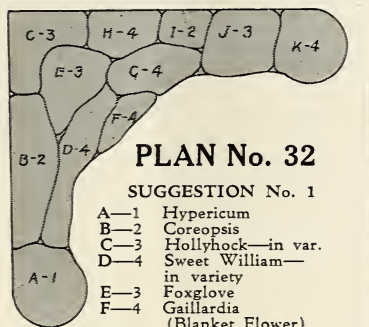 C-3 H-4 I-2 J-3 K-4
E-3 G-4
F-4
B-2 D-4
A-1
PLAN No. 32
SUGGESTION No. 1
A—1 Hypericum
B—2 Coreopsis
C—3 Hollyhock—in var.
D—4 Sweet William—
in variety
E—3 Foxglove
F—4 Gaillardia
(Blanket Flower)